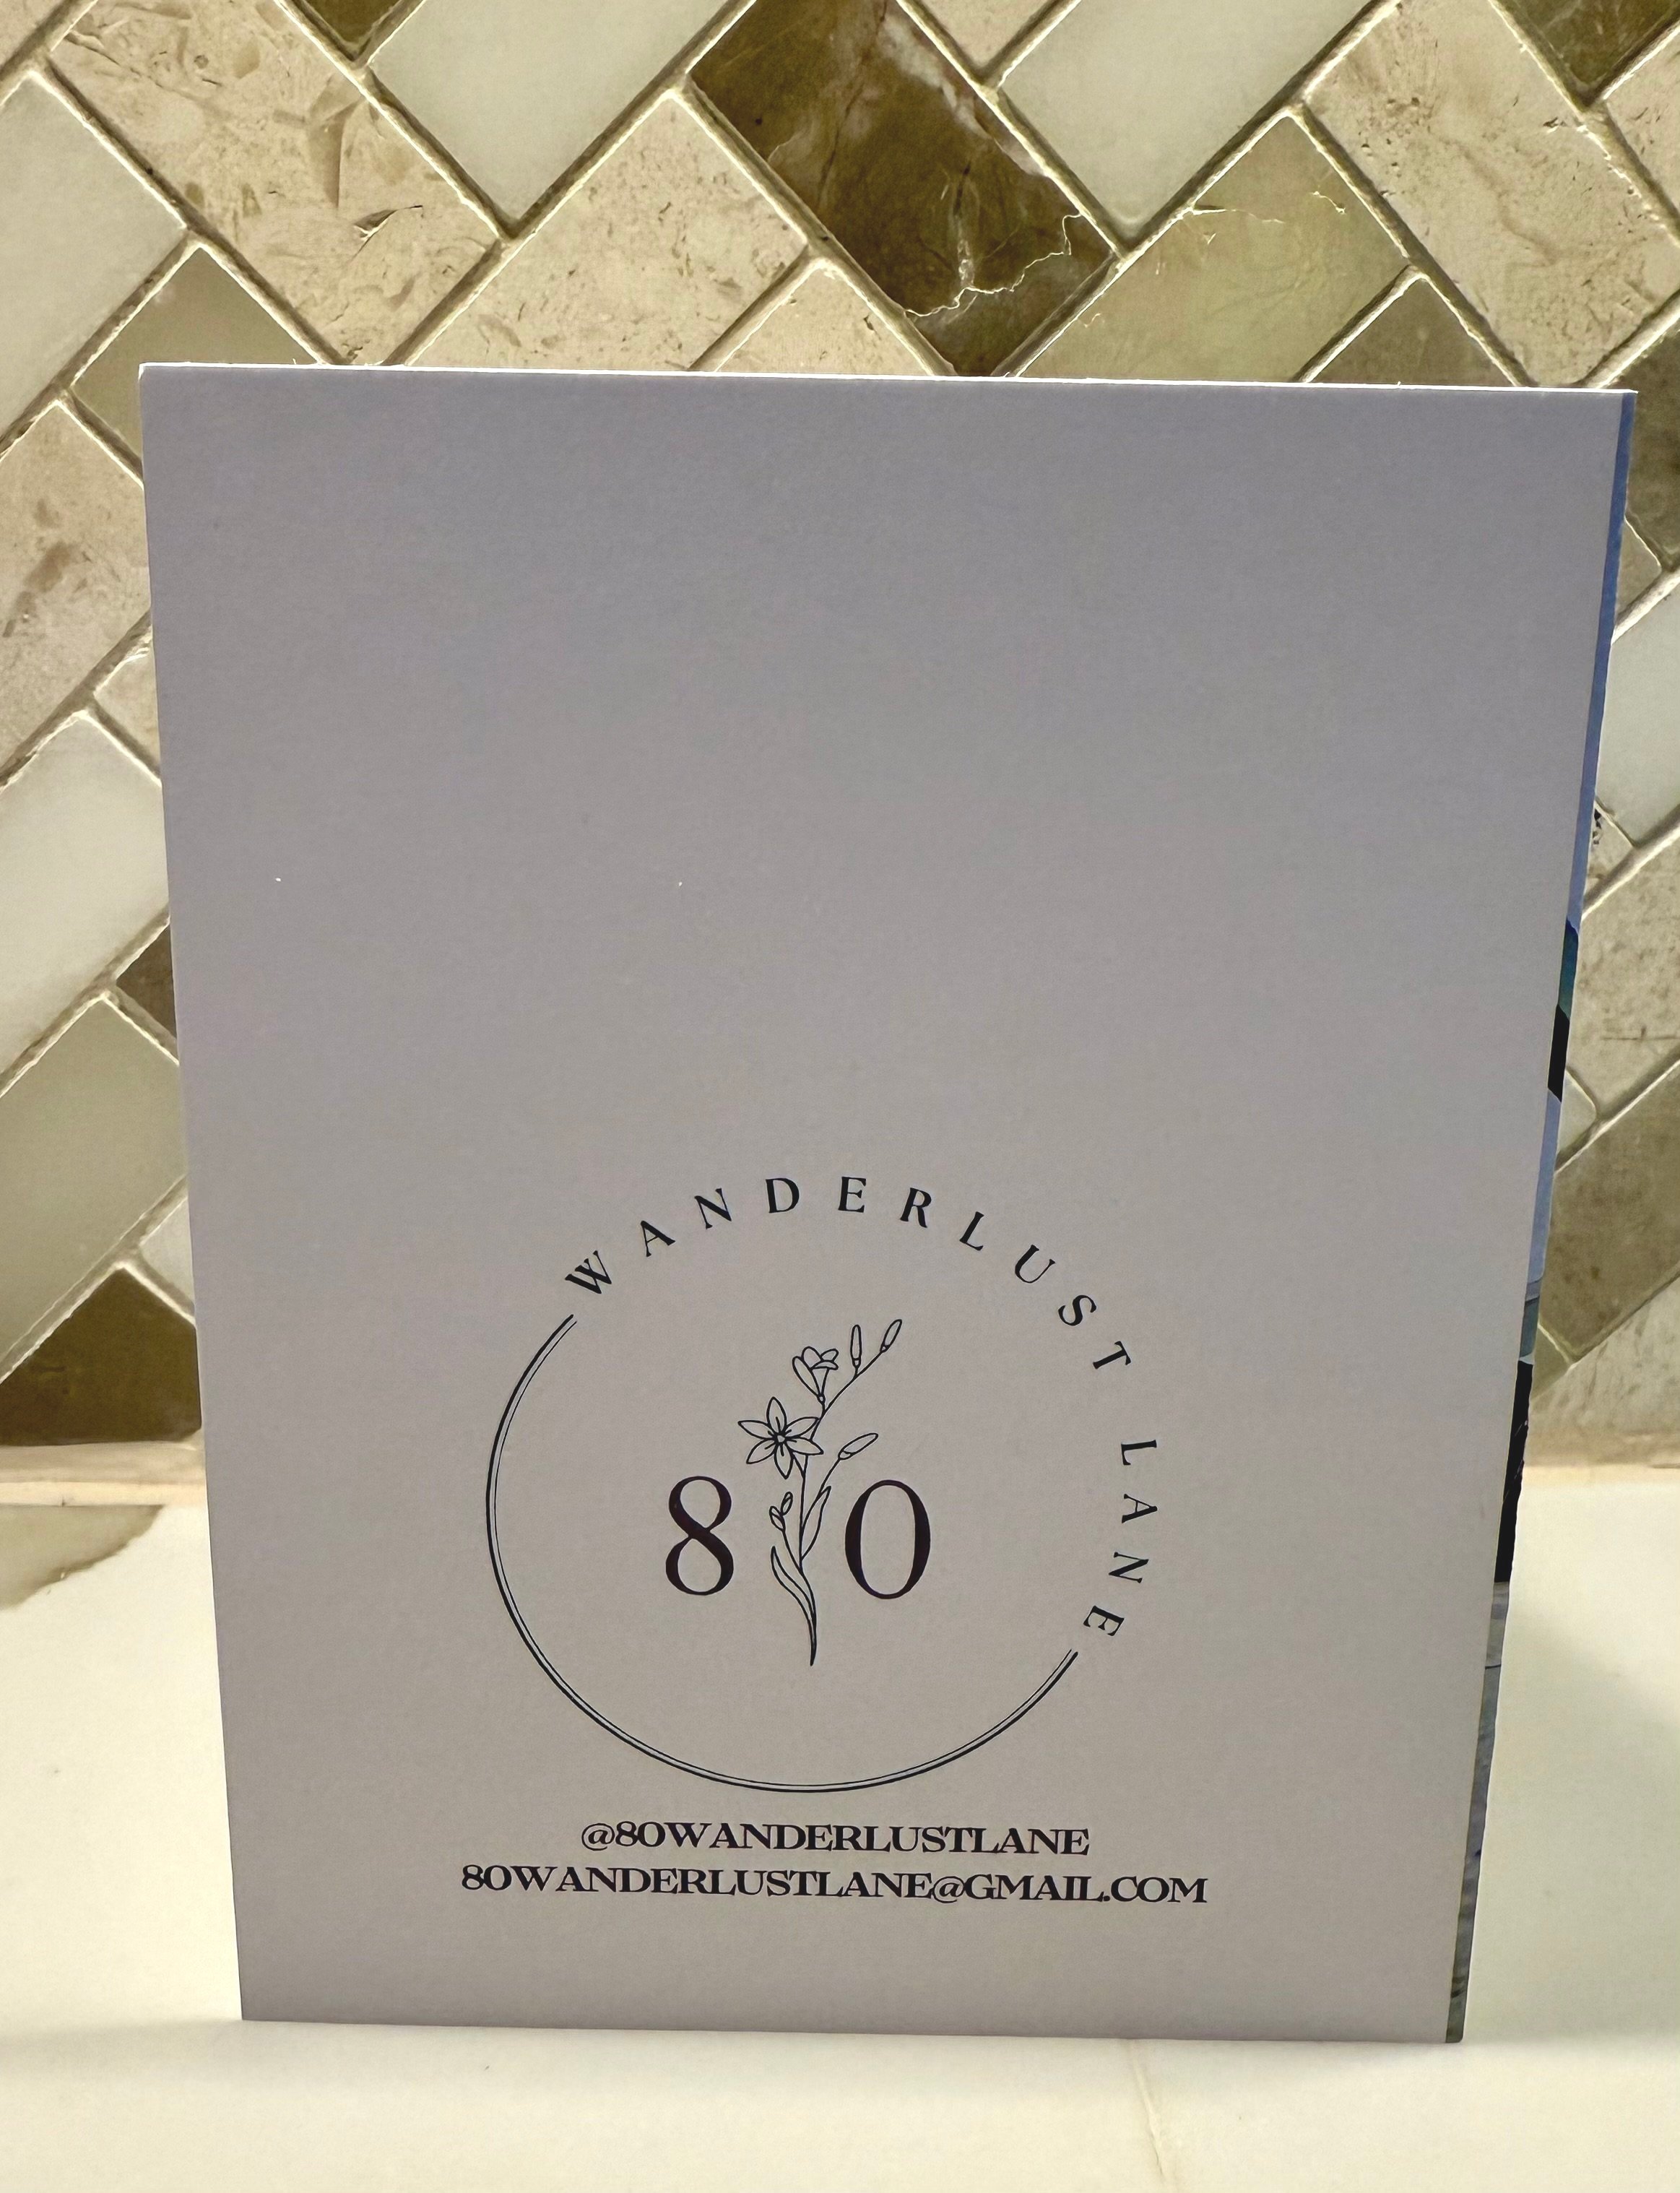 WANDERLUST LANE
80
@80WANDERLUSTLANE
80WANDERLUSTLANE@GMAIL.COM